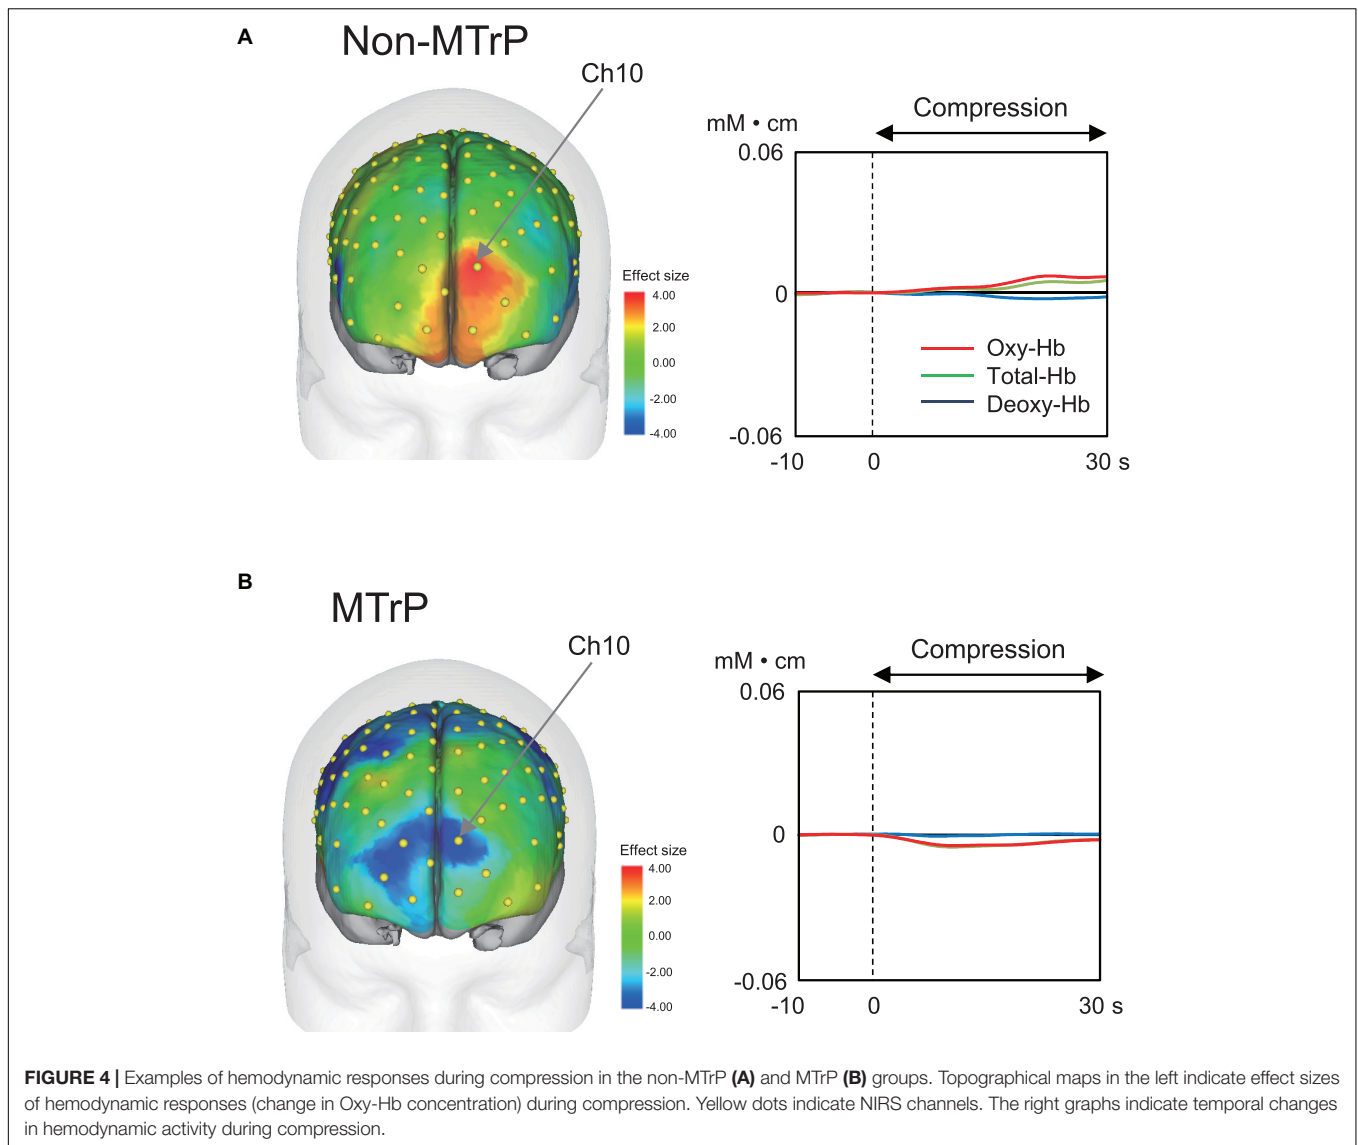 A
Non-MTrP
Ch10
Effect size
4.00
2.00
0.00
-2.00
-4.00
Compression
mM • cm
0.06
0
-0.06
-10
0
30 s
Oxy-Hb
Total-Hb
Deoxy-Hb
B
MTrP
Ch10
Effect size
4.00
2.00
0.00
-2.00
-4.00
Compression
mM • cm
0.06
0
-0.06
-10
0
30 s
FIGURE 4 | Examples of hemodynamic responses during compression in the non-MTrP (A) and MTrP (B) groups. Topographical maps in the left indicate effect sizes
of hemodynamic responses (change in Oxy-Hb concentration) during compression. Yellow dots indicate NIRS channels. The right graphs indicate temporal changes
in hemodynamic activity during compression.